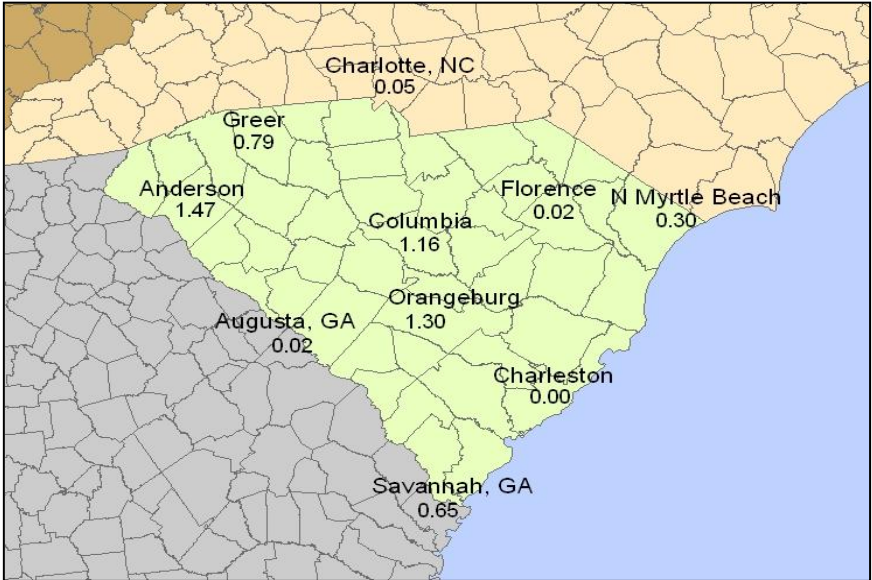 Charlotte, NC
0.05
Greer
0.79
Anderson
1.47
Florence
0.02
N Myrtle Beach
0.30
Columbia
1.16
Orangeburg
1.30
Augusta, GA
0.02
Charleston
0.00
Savannah, GA
0.65